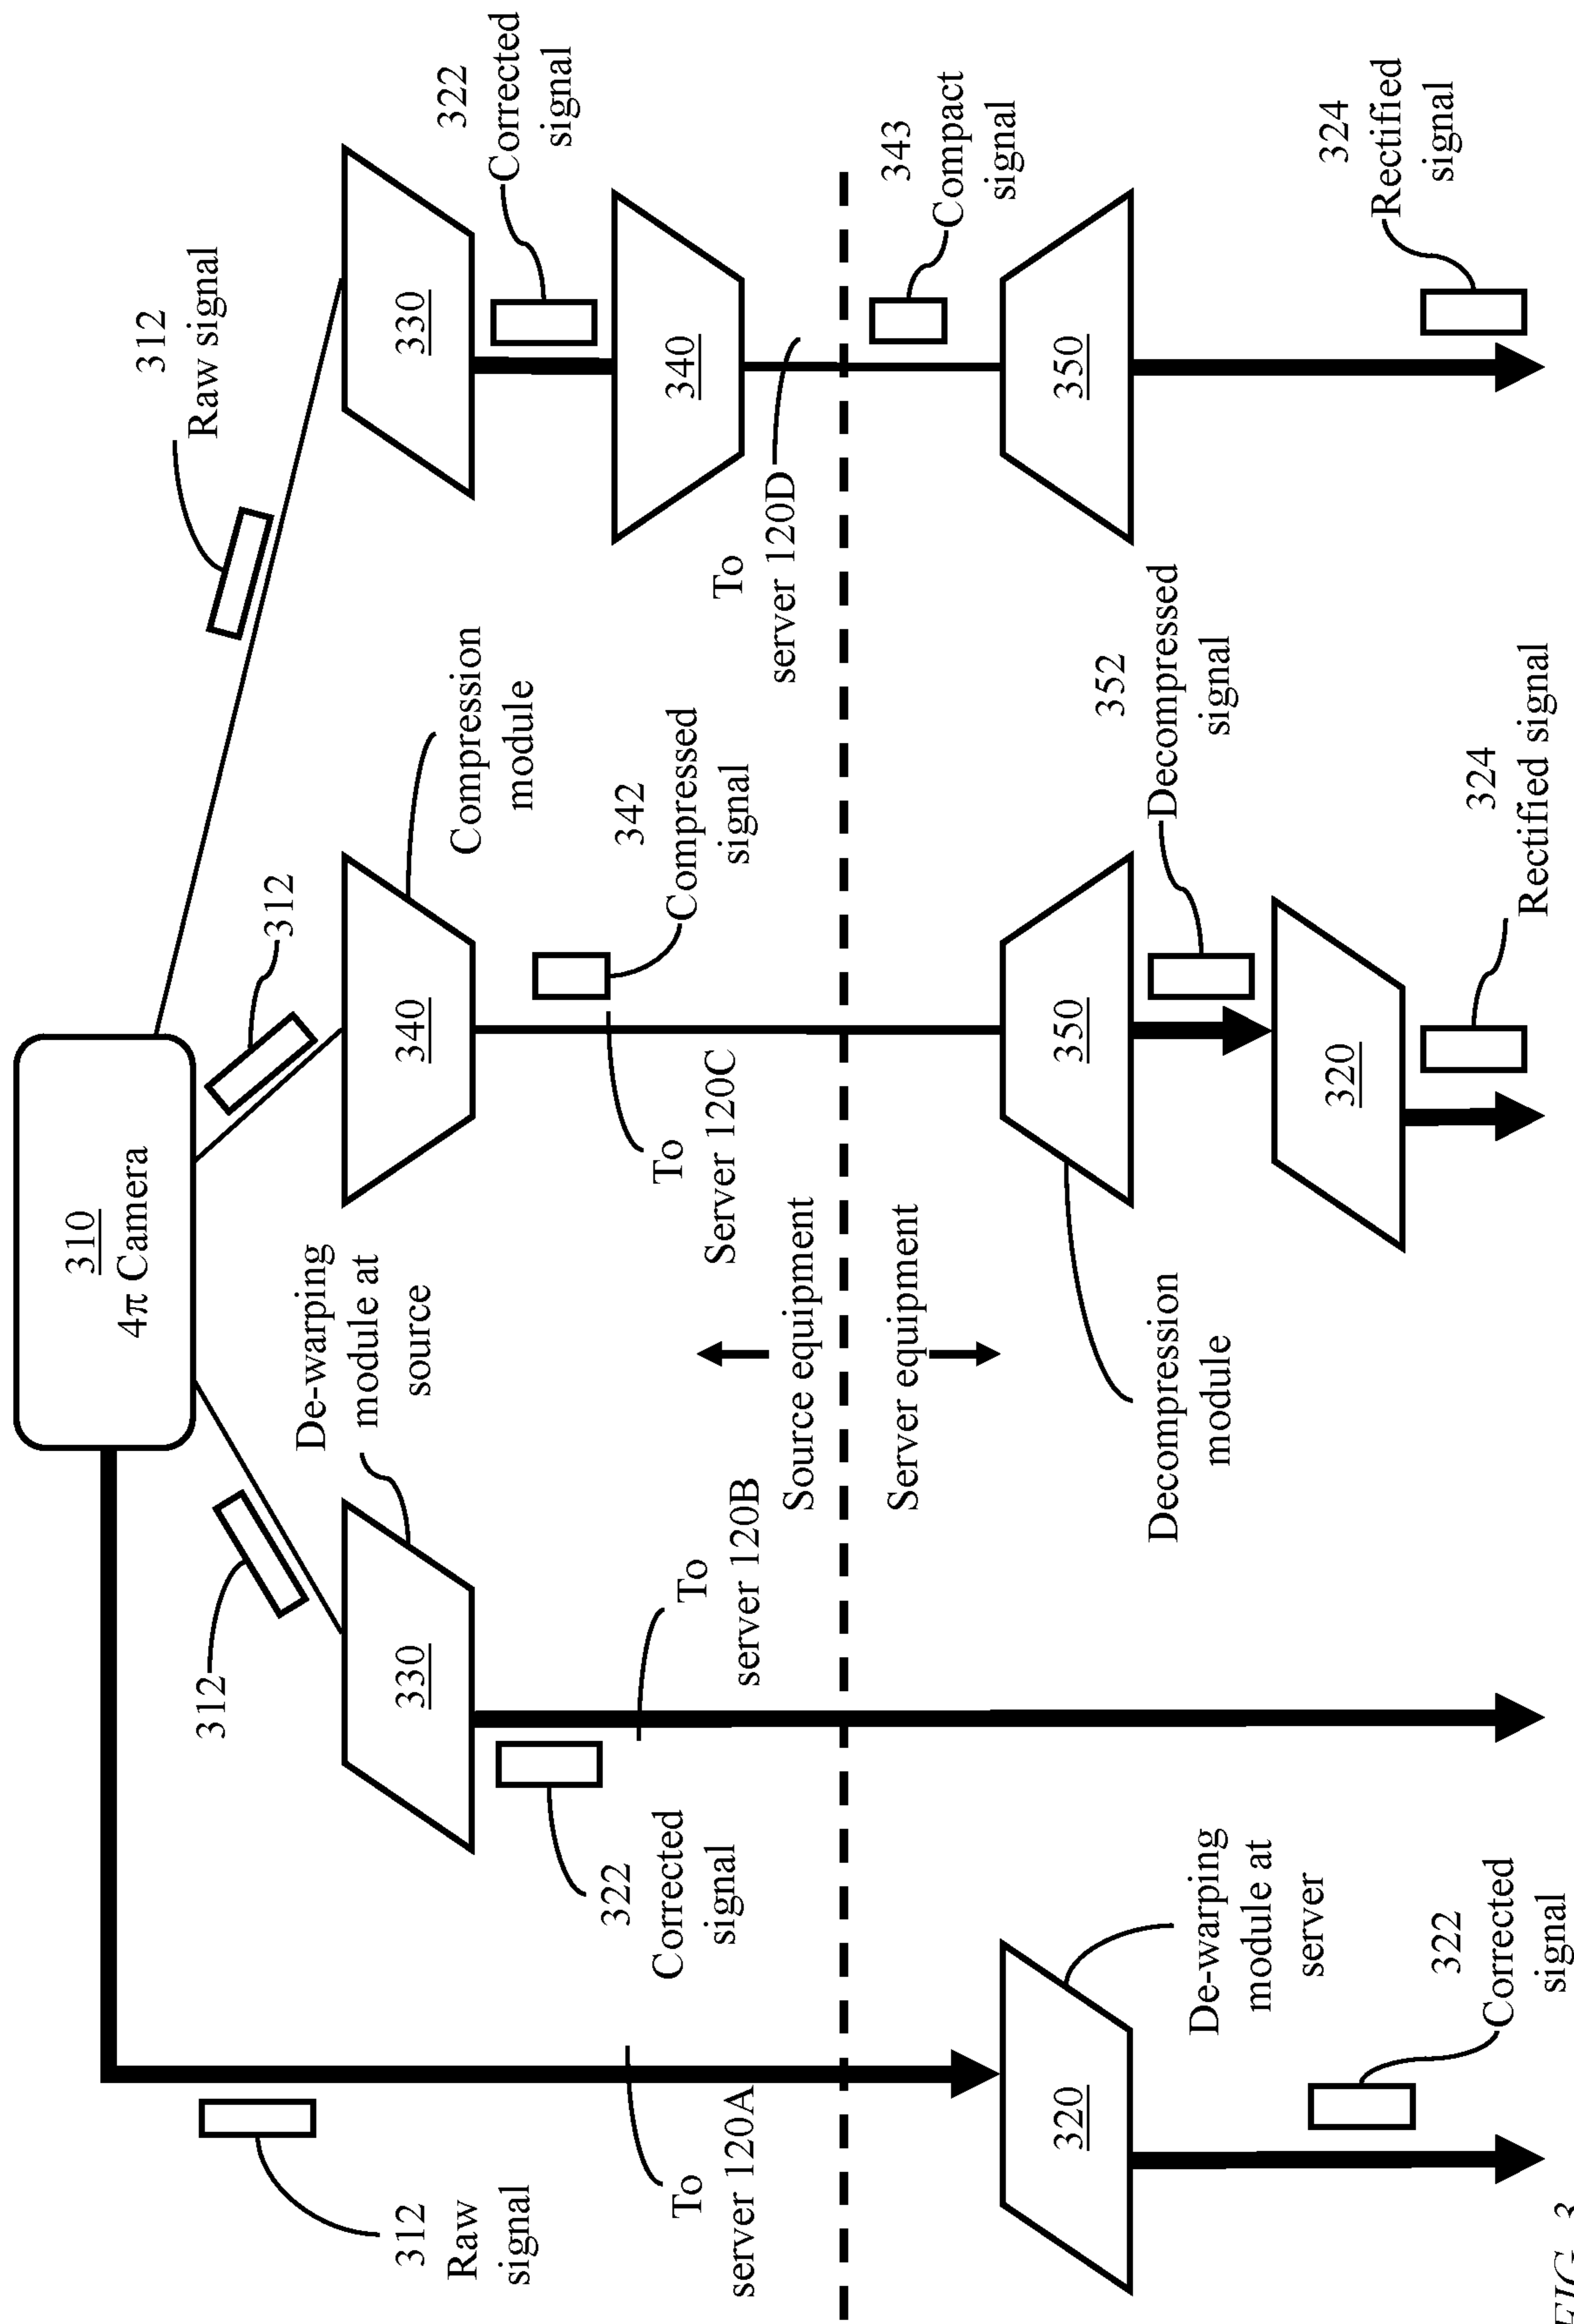 310
4π Camera
312
Raw signal
312
312
312
Raw
signal
De-warping
module at
source
330
340
330
322
Corrected
signal
Compression
module
322
Corrected
signal
342
Compressed
signal
To
server 120A
To
server 120B
To
Server 120C
340
To
server 120D
Source equipment
Server equipment
343
Compact
signal
320
350
350
De-warping
module at
server
Decompression
module
352
Decompressed
signal
320
324
Rectified
signal
322
Corrected
signal
324
Rectified signal
FIG. 3